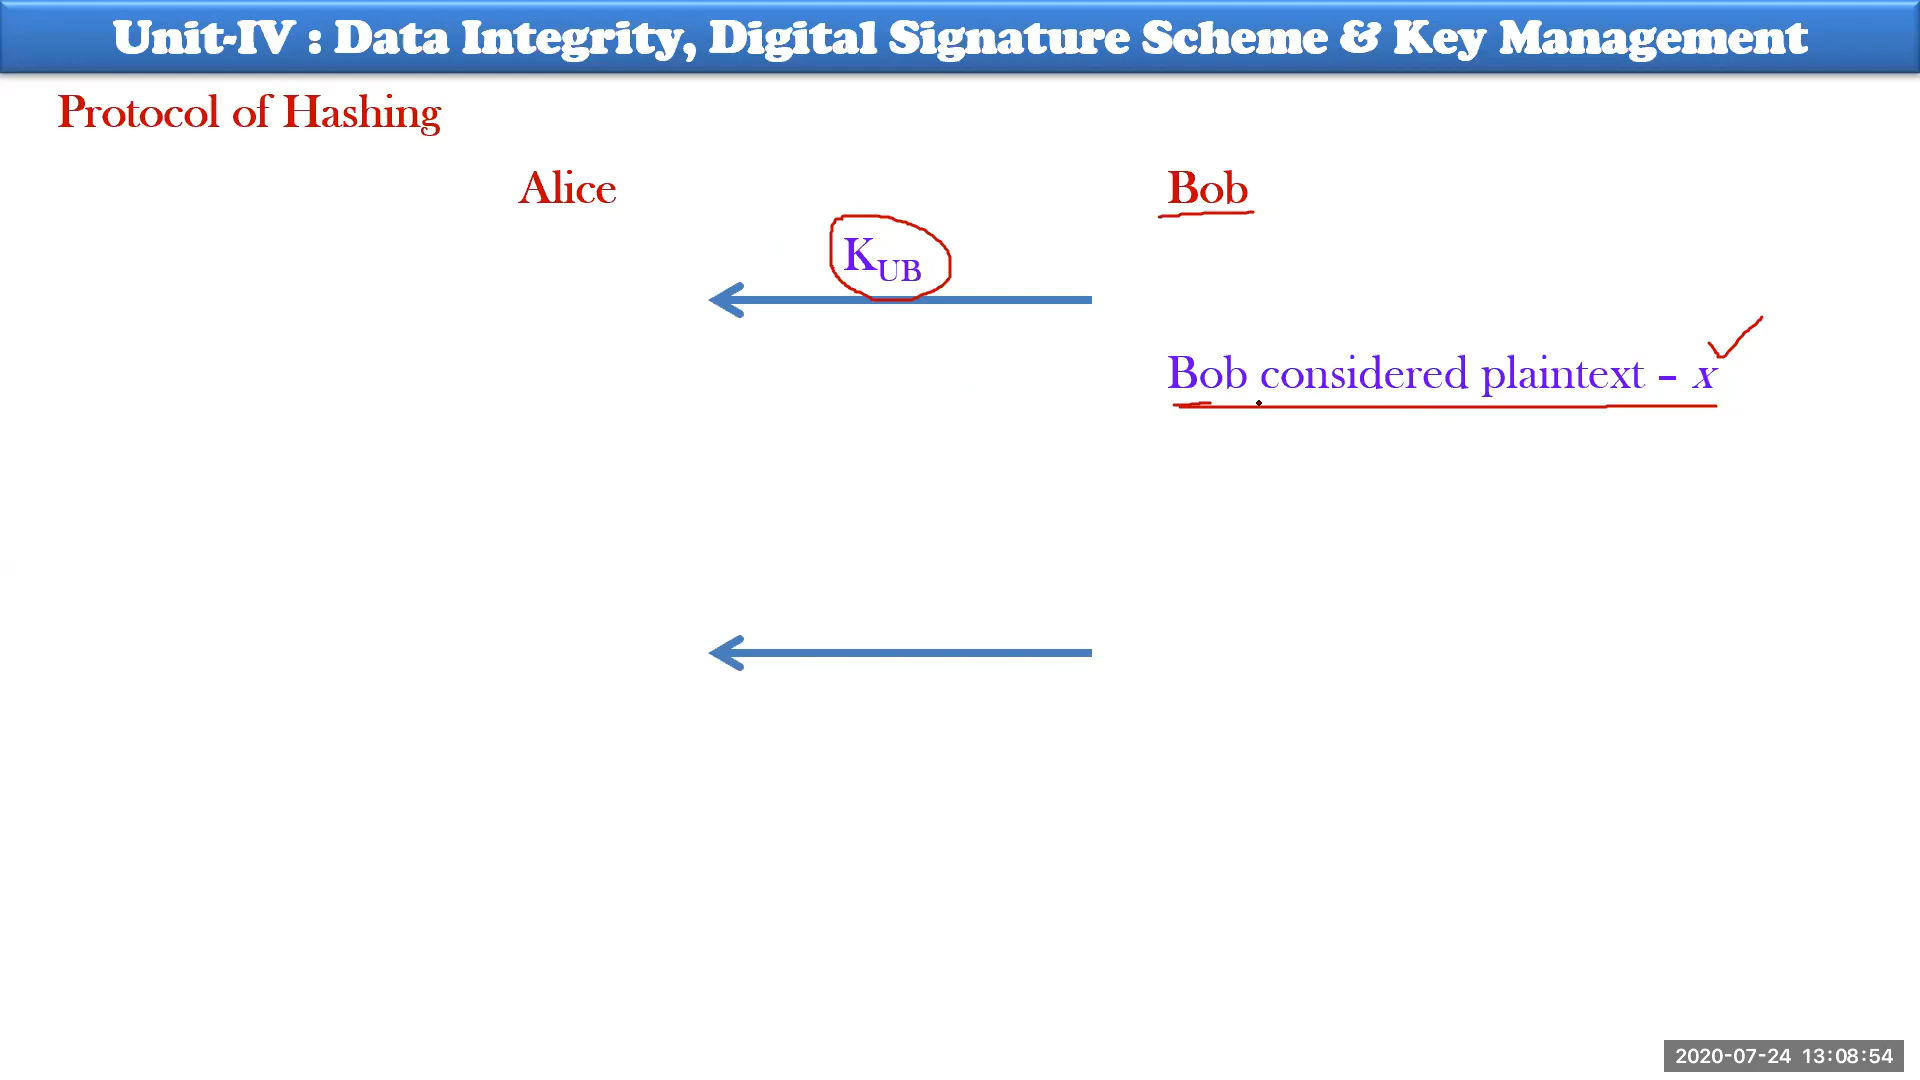 Unit-IV : Data Integrity, Digital Signature Scheme & Key Management
Protocol of Hashing
Alice Bob
KUB
Bob considered plaintext – x
2020-07-24 13:08:54